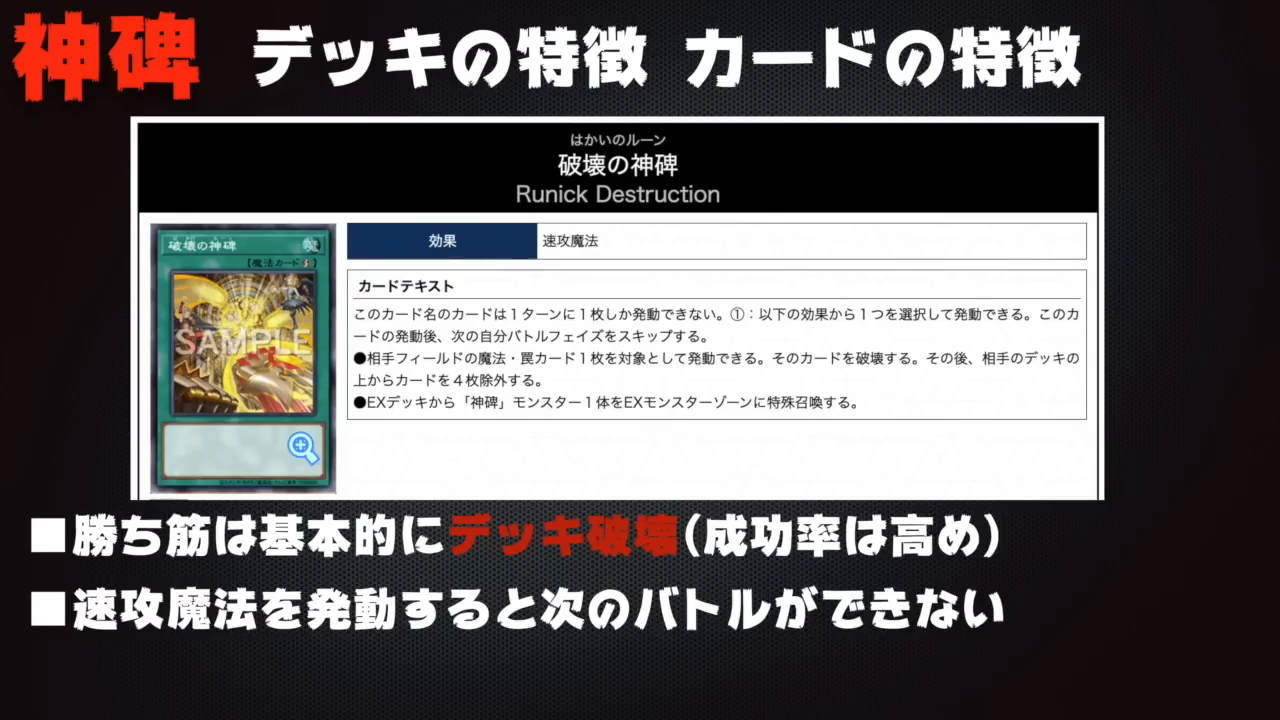 神碑 デッキの特徴 カードの特徴
はかいのルーン
破壊の神碑
Runick Destruction
破壊の神碑
【魔法カード】
SAMPLE
効果 速攻魔法
カードテキスト
このカード名のカードは１ターンに１枚しか発動できない。①：以下の効果から１つを選択して発動できる。このカ
ードの発動後、次の自分バトルフェイズをスキップする。
●相手フィールドの魔法・罠カード１枚を対象として発動できる。そのカードを破壊する。その後、相手のデッキの
上からカードを４枚除外する。
●EXデッキから「神碑」モンスター１体をEXモンスターゾーンに特殊召喚する。
■勝ち筋は基本的にデッキ破壊(成功率は高め)
■速攻魔法を発動すると次のバトルができない